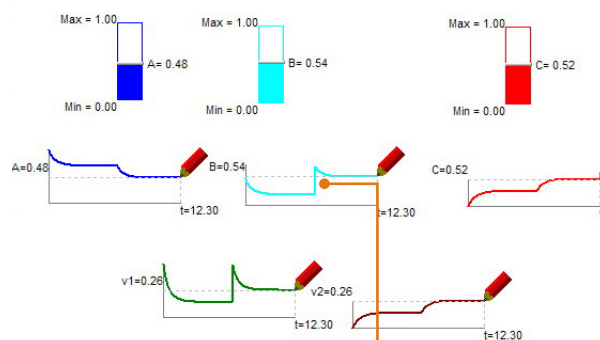 Max = 1.00
Max = 1.00
Max = 1.00
A= 0.48
B= 0.54
C= 0.52
Min = 0.00
Min = 0.00
Min = 0.00
A=0.48
B=0.54
C=0.52
t=12.30
t=12.30
v1=0.26
v2=0.26
t=12.30
t=12.30